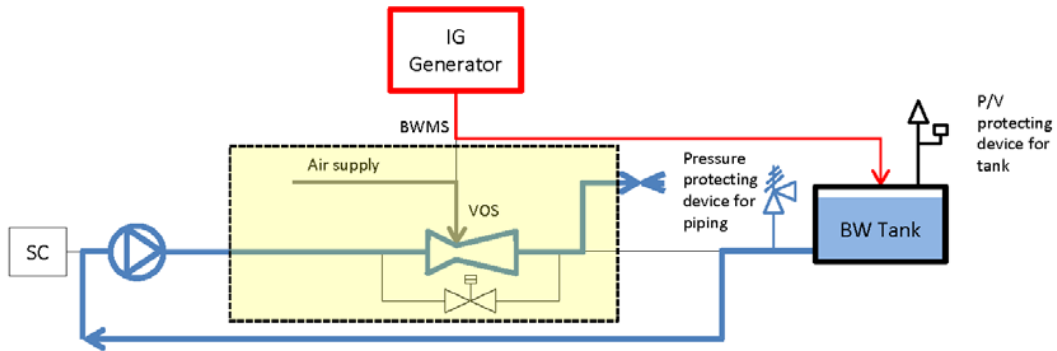 IG
Generator
BWMS
P/V
protecting
device for
tank
Air supply
VOS
Pressure
protecting
device for
piping
SC
BW Tank